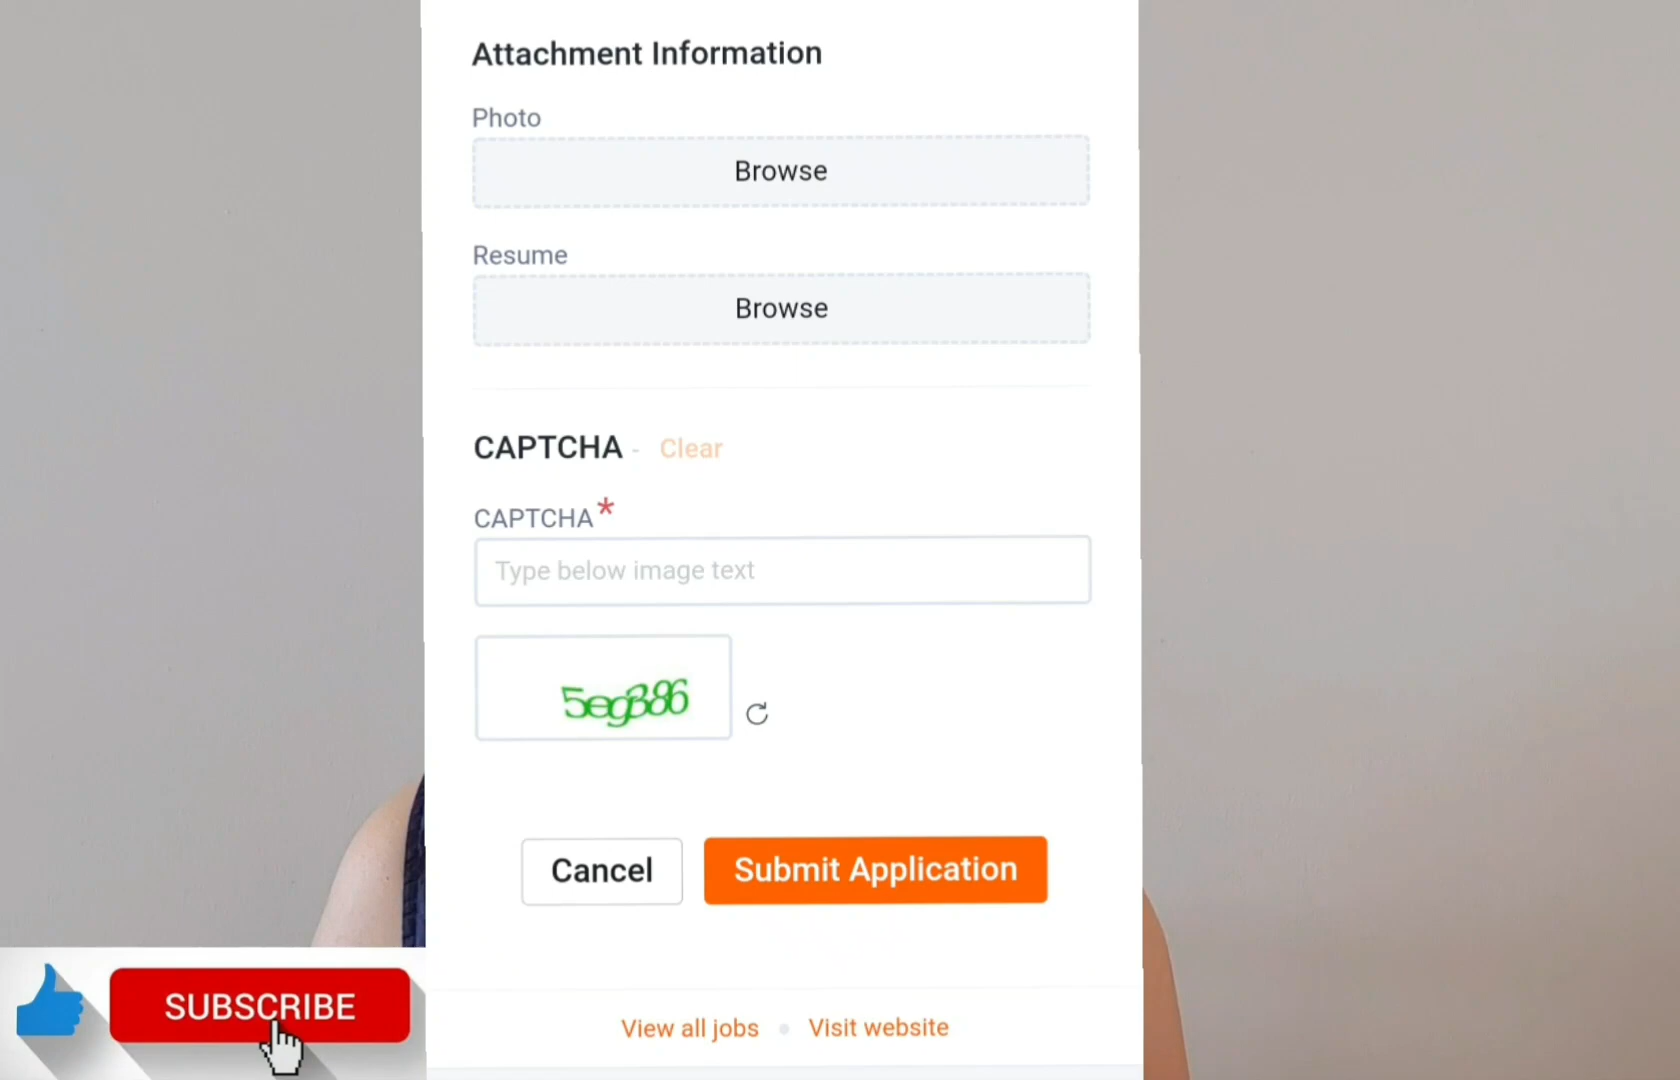 Attachment Information
Photo
Browse
Resume
Browse
CAPTCHA - Clear
CAPTCHA*
Type below image text
5eg386
Cancel Submit Application
SUBSCRIBE
View all jobs • Visit website